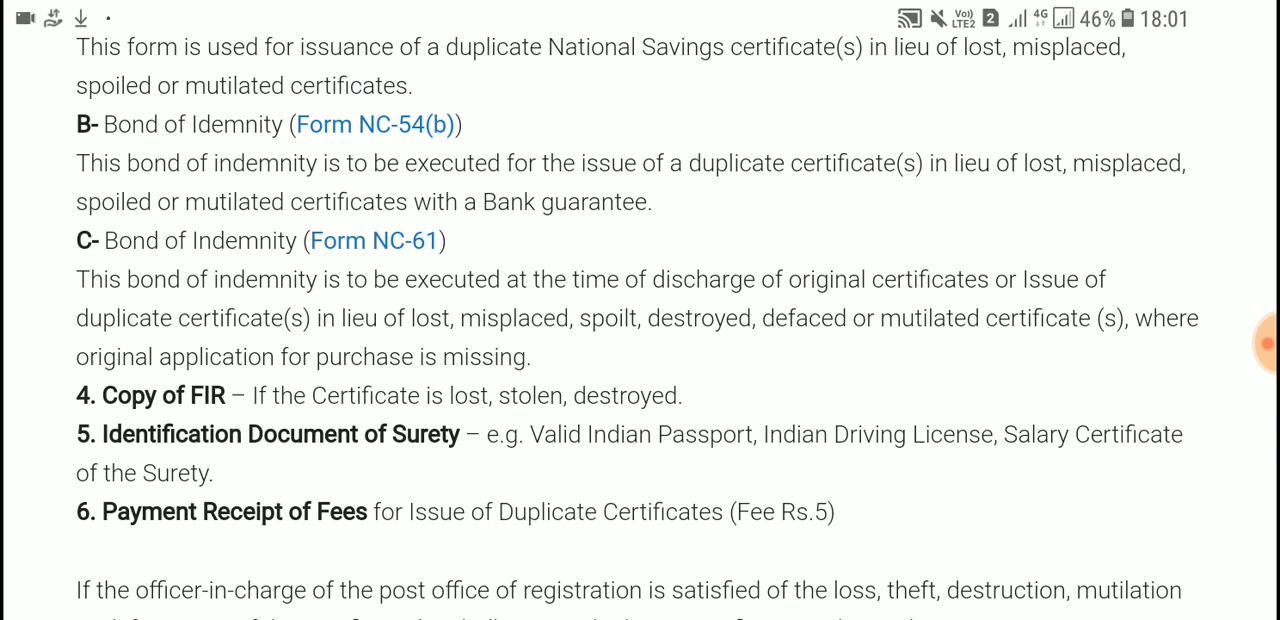 Vo)) LTE2 2 4G 46% 18:01
This form is used for issuance of a duplicate National Savings certificate(s) in lieu of lost, misplaced,
spoiled or mutilated certificates.
B- Bond of Idemnity (Form NC-54(b))
This bond of indemnity is to be executed for the issue of a duplicate certificate(s) in lieu of lost, misplaced,
spoiled or mutilated certificates with a Bank guarantee.
C- Bond of Indemnity (Form NC-61)
This bond of indemnity is to be executed at the time of discharge of original certificates or Issue of
duplicate certificate(s) in lieu of lost, misplaced, spoilt, destroyed, defaced or mutilated certificate (s), where
original application for purchase is missing.
4. Copy of FIR – If the Certificate is lost, stolen, destroyed.
5. Identification Document of Surety – e.g. Valid Indian Passport, Indian Driving License, Salary Certificate
of the Surety.
6. Payment Receipt of Fees for Issue of Duplicate Certificates (Fee Rs.5)
If the officer-in-charge of the post office of registration is satisfied of the loss, theft, destruction, mutilation